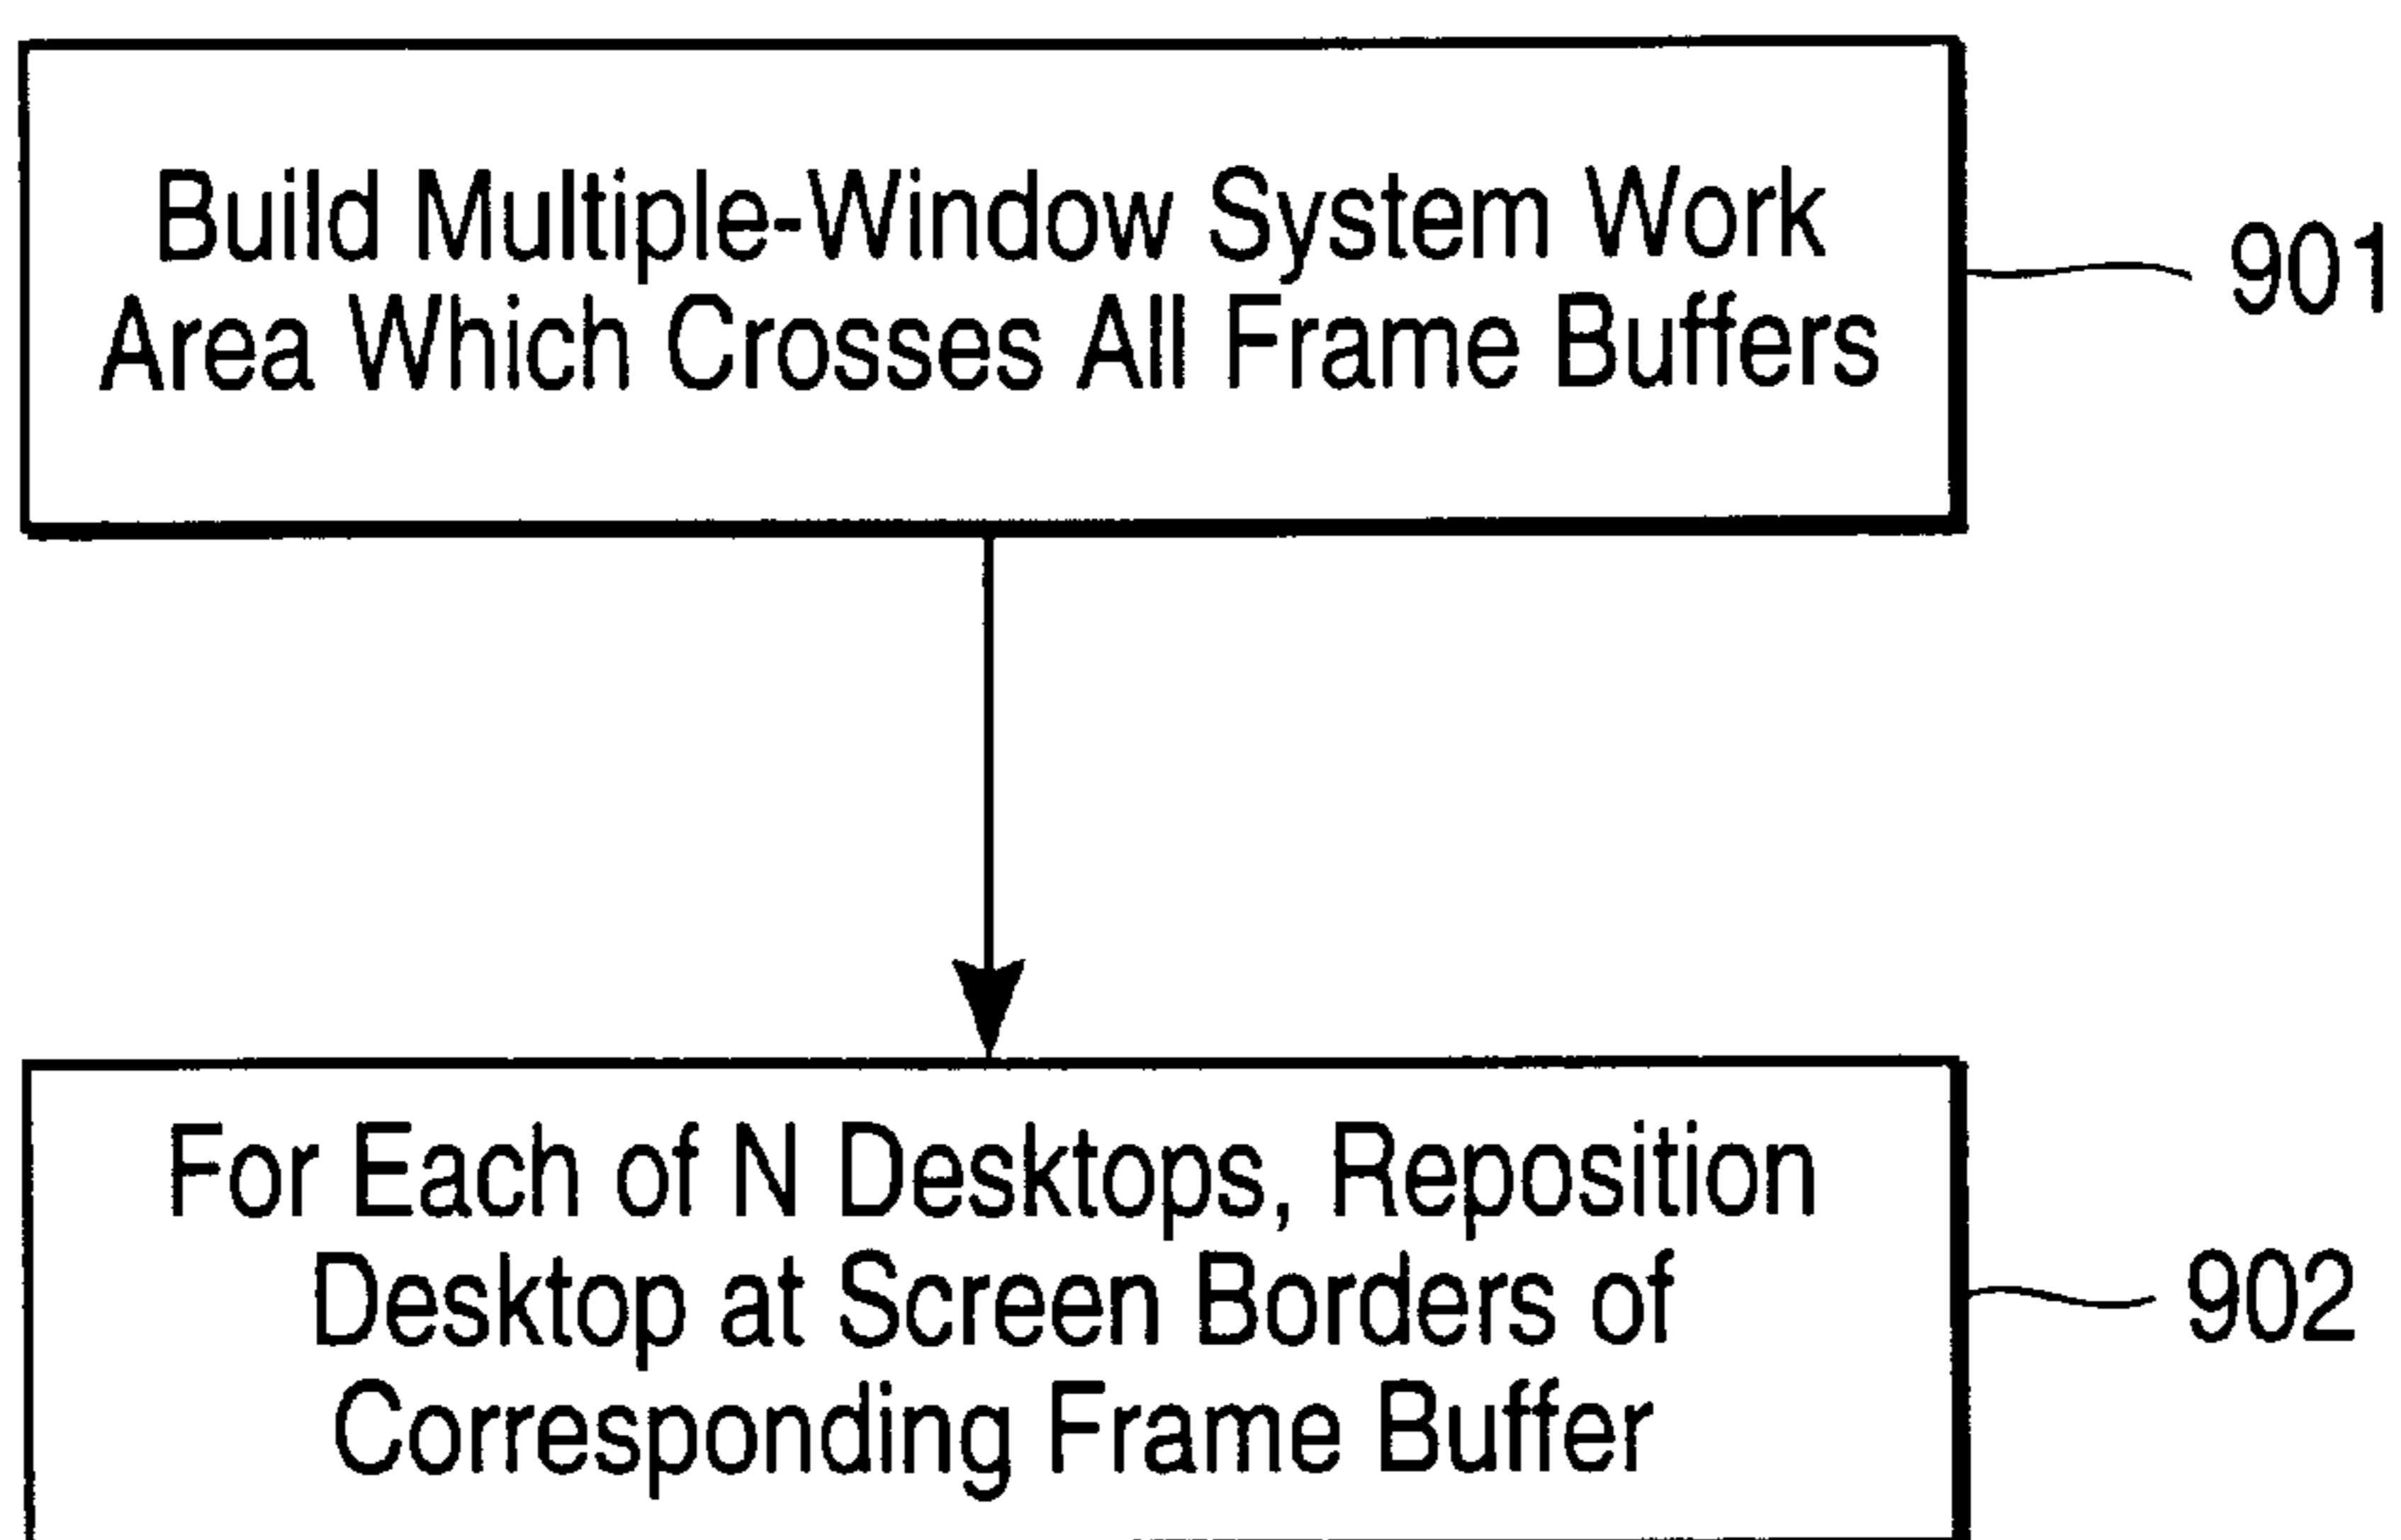 Build Multiple-Window System Work
Area Which Crosses All Frame Buffers
901
For Each of N Desktops, Reposition
Desktop at Screen Borders of
Corresponding Frame Buffer
902